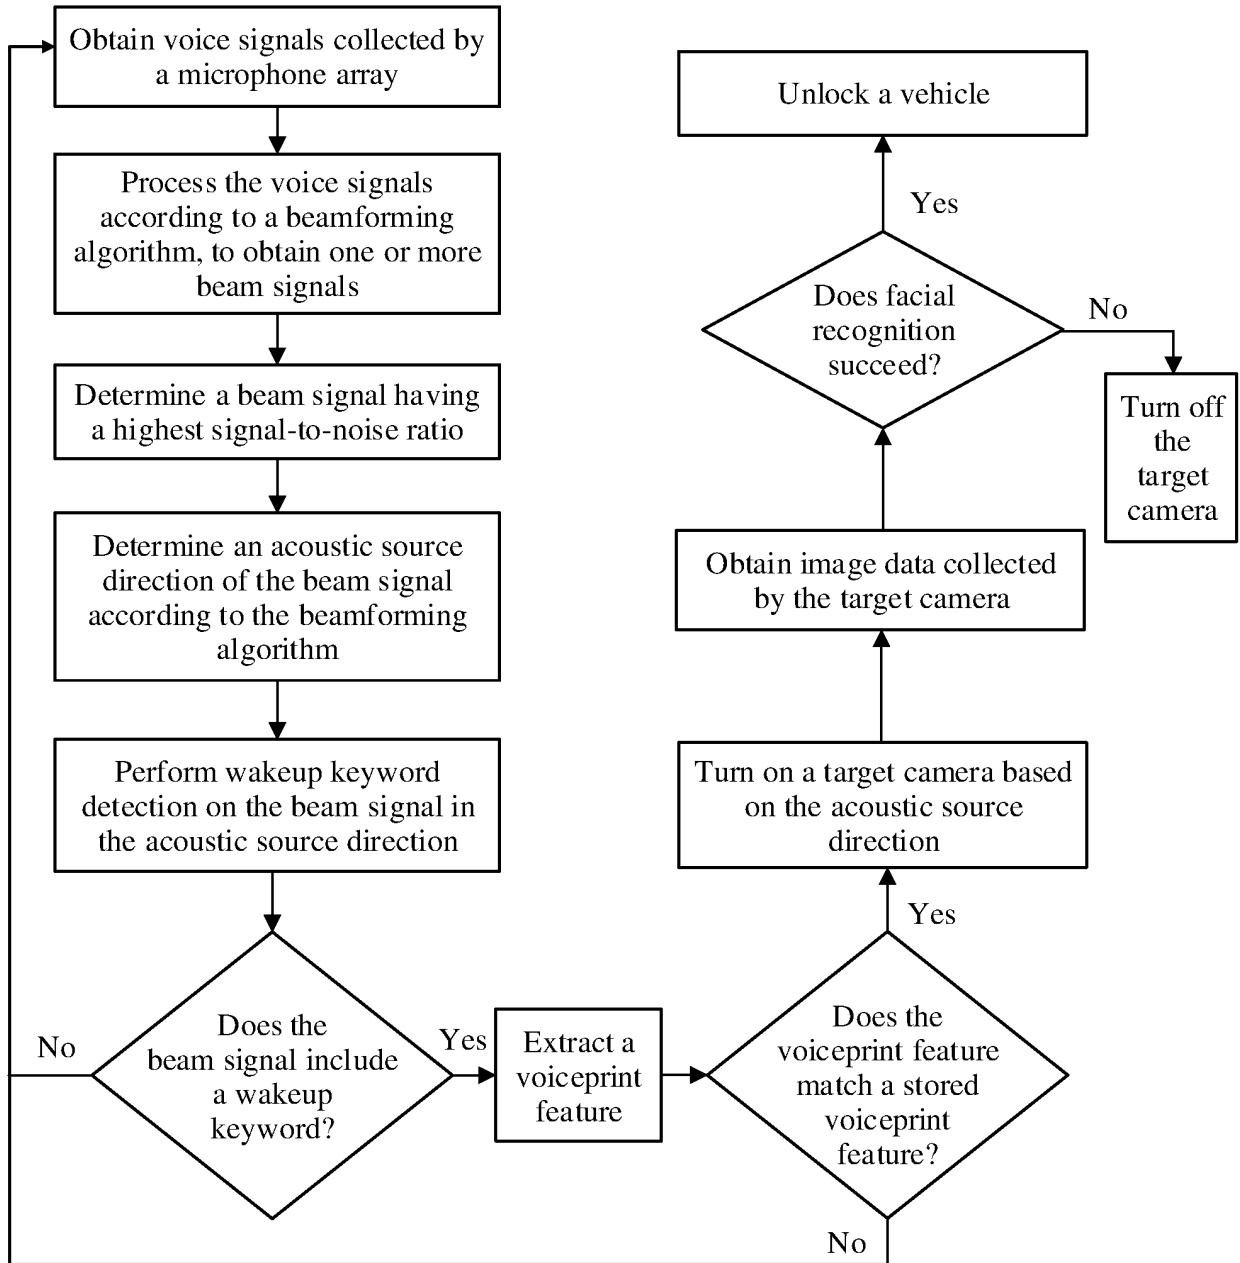 Obtain voice signals collected by
a microphone array
Process the voice signals
according to a beamforming
algorithm, to obtain one or more
beam signals
Determine a beam signal having
a highest signal-to-noise ratio
Determine an acoustic source
direction of the beam signal
according to the beamforming
algorithm
Perform wakeup keyword
detection on the beam signal in
the acoustic source direction
Does the
beam signal include
a wakeup
keyword?
No
Yes
Extract a
voiceprint
feature
Does the
voiceprint feature
match a stored
voiceprint
feature?
No
Yes
Turn on a target camera based
on the acoustic source
direction
Obtain image data collected
by the target camera
Does facial
recognition
succeed?
No
Turn off
the
target
camera
Yes
Unlock a vehicle